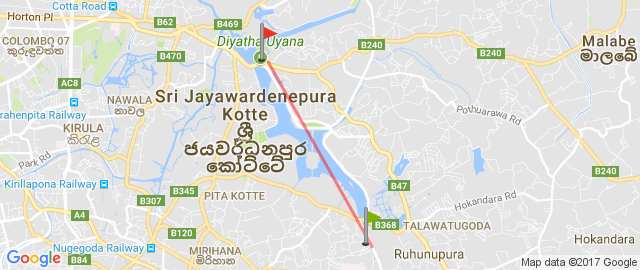 Cotta Road
Horton Pl
B62
B469
Diyatha Uyana
B240
COLOMBO 07
කුරුඳුවත්ත
B470
B240
Malabe
මාලබේ
AC8
Pothuarawa Rd
NAWALA
නාවල
Narahenpita Railway
Sri Jayawardenepura
Kotte
ශ්‍රී
ජයවර්ධනපුර
කෝට්ටේ
KIRULA
කිරුළ
Park Rd
Kirillapona Railway
B345
PITA KOTTE
B47
Hokandara Rd
B307
A4
B368
TALAWATUGODA
B120
Hokandara
MIRIHANA
මිරිහාන
Nugegoda Railway
B84
Ruhunupura
Google
Map data ©2017 Google